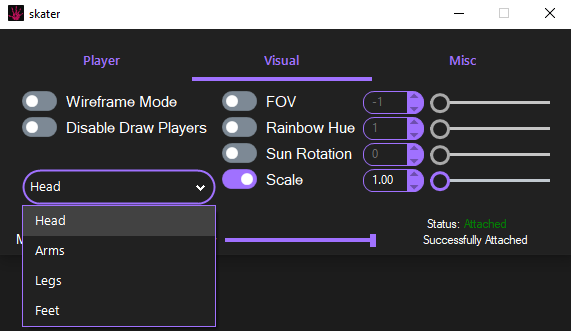 skater
Player
Visual
Misc
Wireframe Mode
FOV
-1
Disable Draw Players
Rainbow Hue
1
Sun Rotation
0
Head
Scale
1.00
Head
Arms
Legs
Feet
Status: Attached
Successfully Attached